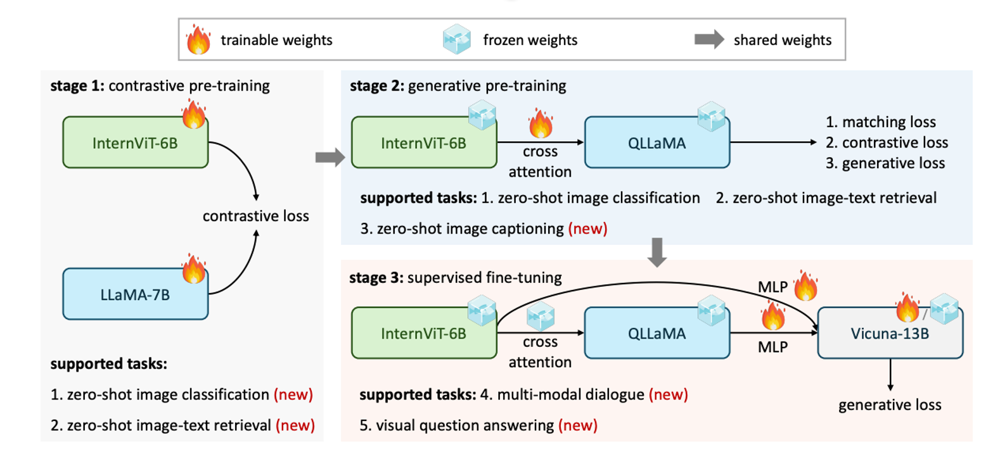 trainable weights
frozen weights
shared weights
stage 1: contrastive pre-training
InternViT-6B
contrastive loss
LLaMA-7B
supported tasks:
1. zero-shot image classification (new)
2. zero-shot image-text retrieval (new)
stage 2: generative pre-training
InternViT-6B
cross
attention
QLLaMA
1. matching loss
2. contrastive loss
3. generative loss
supported tasks: 1. zero-shot image classification 2. zero-shot image-text retrieval
3. zero-shot image captioning (new)
stage 3: supervised fine-tuning
MLP
InternViT-6B
cross
attention
QLLaMA
MLP
/
Vicuna-13B
supported tasks: 4. multi-modal dialogue (new)
5. visual question answering (new)
generative loss